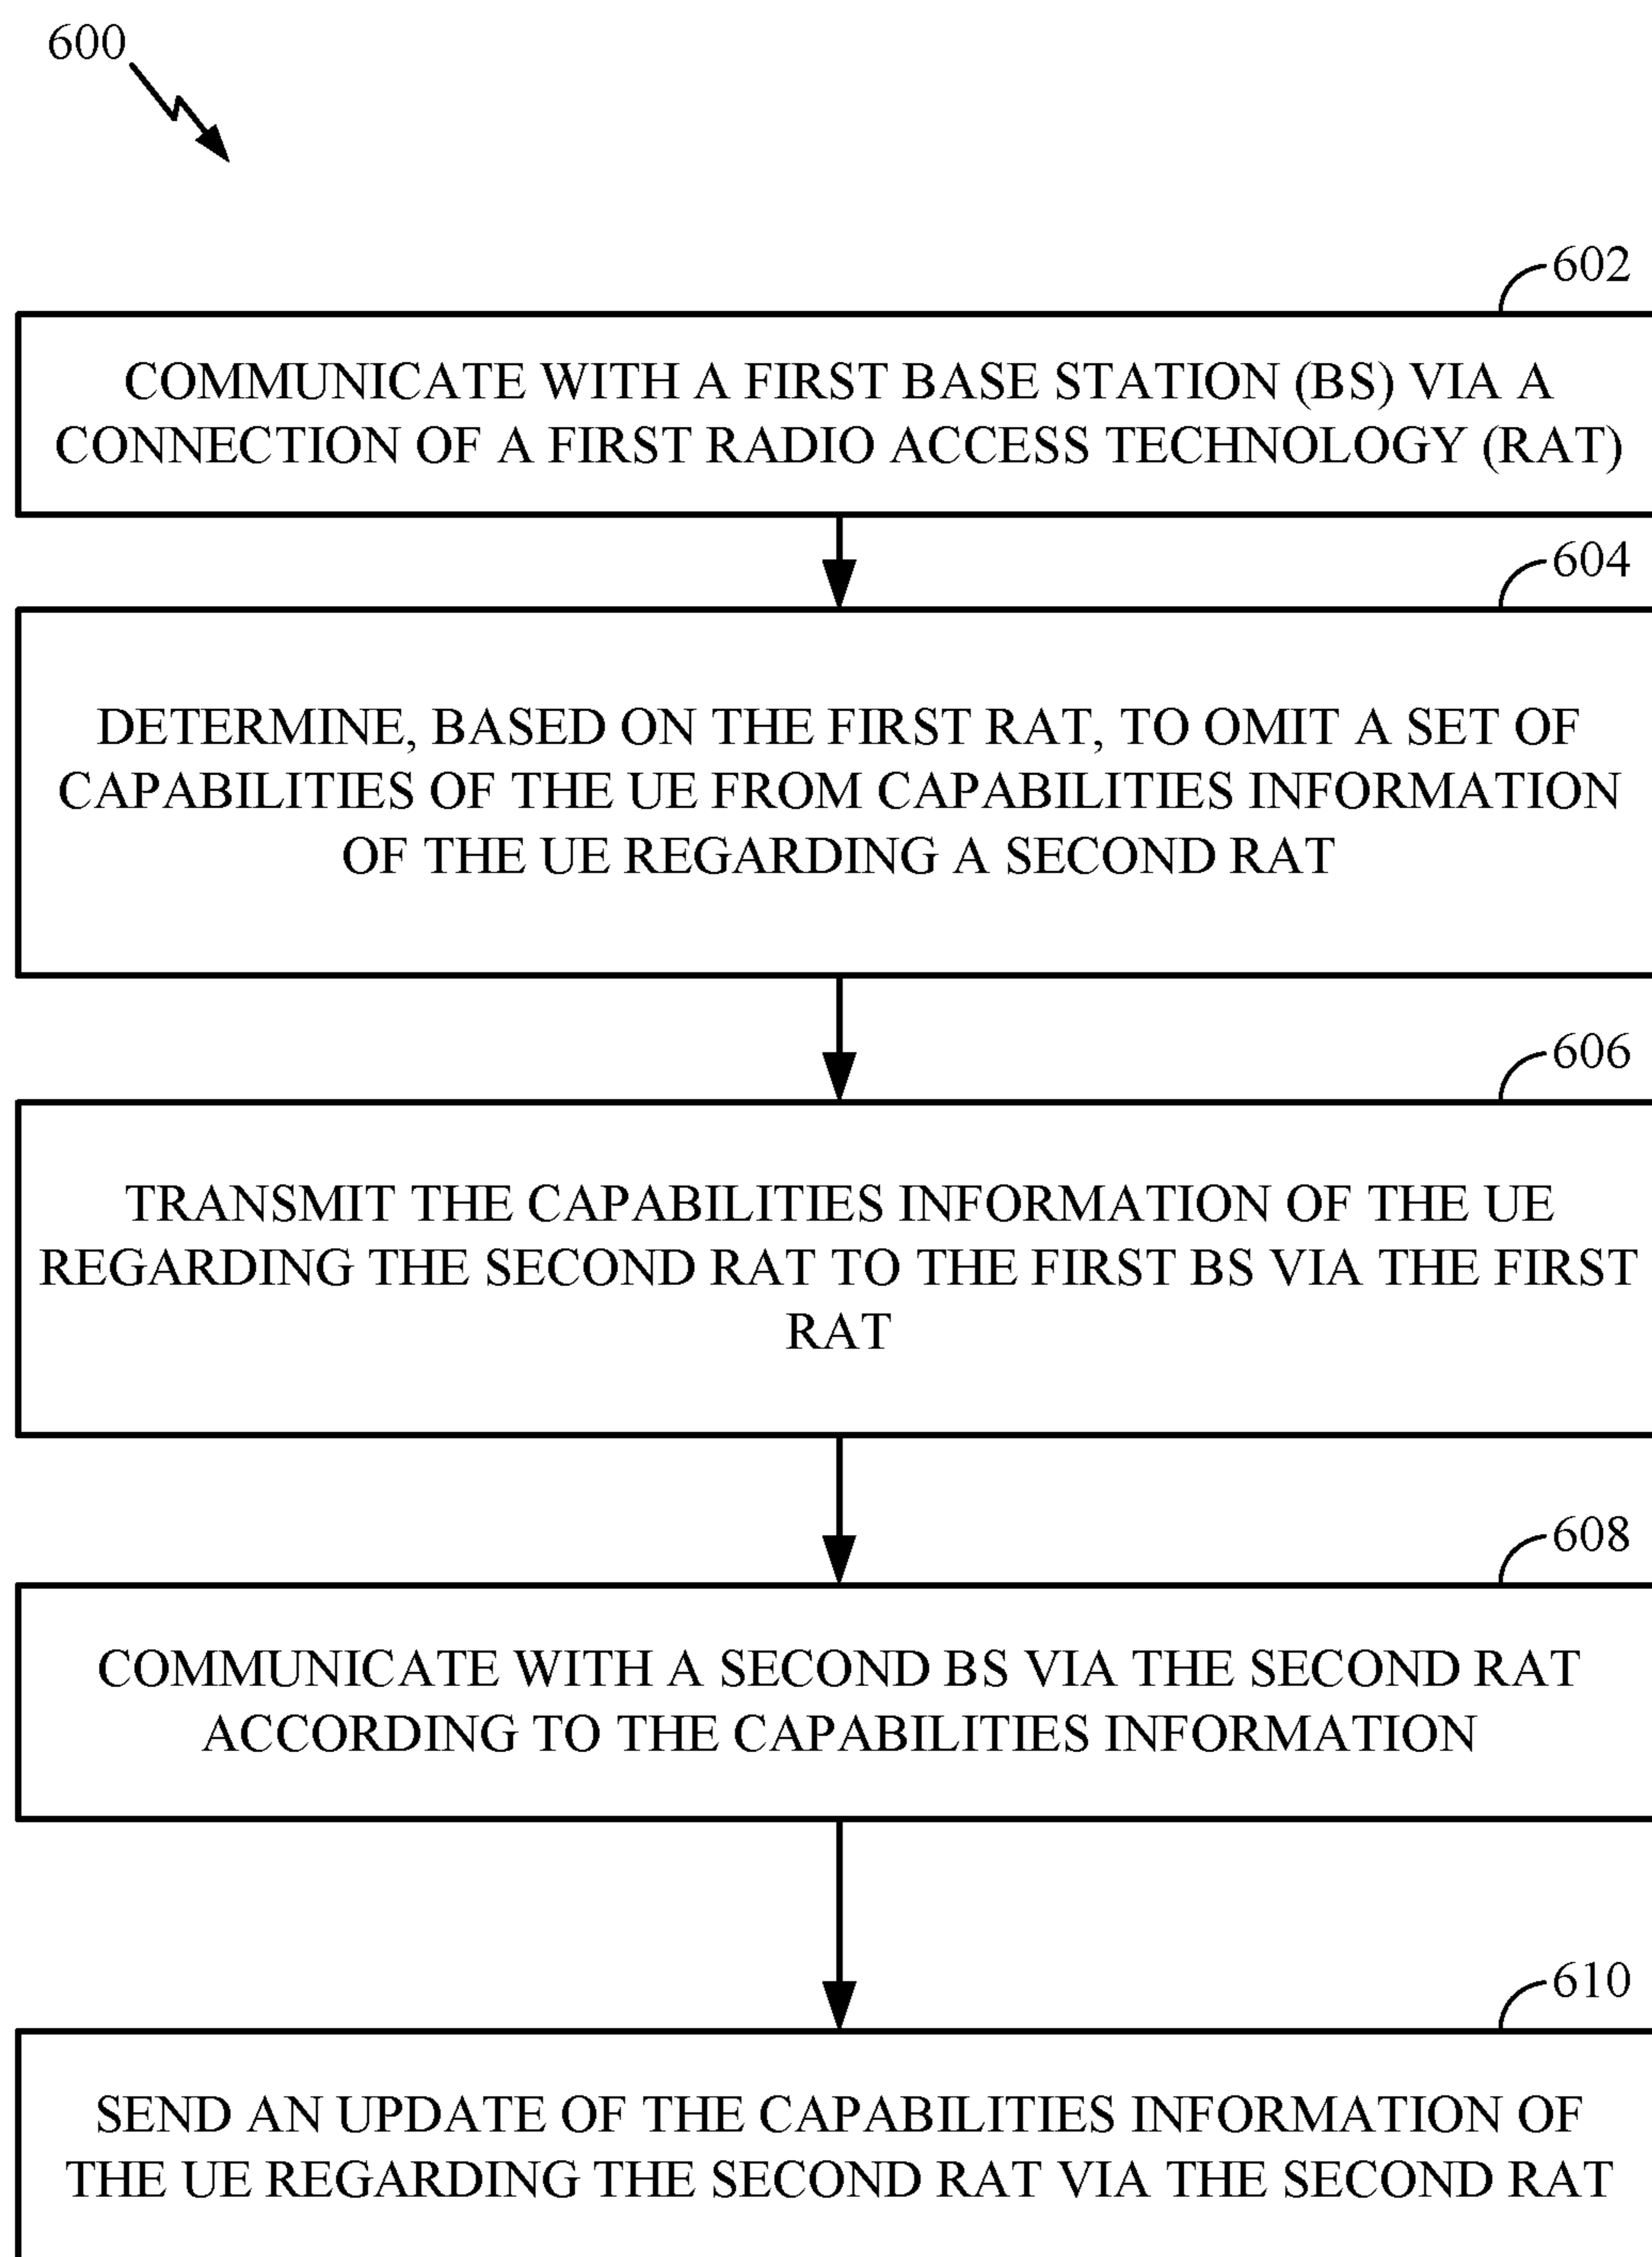 600
602
COMMUNICATE WITH A FIRST BASE STATION (BS) VIA A
CONNECTION OF A FIRST RADIO ACCESS TECHNOLOGY (RAT)
604
DETERMINE, BASED ON THE FIRST RAT, TO OMIT A SET OF
CAPABILITIES OF THE UE FROM CAPABILITIES INFORMATION
OF THE UE REGARDING A SECOND RAT
606
TRANSMIT THE CAPABILITIES INFORMATION OF THE UE
REGARDING THE SECOND RAT TO THE FIRST BS VIA THE FIRST
RAT
608
COMMUNICATE WITH A SECOND BS VIA THE SECOND RAT
ACCORDING TO THE CAPABILITIES INFORMATION
610
SEND AN UPDATE OF THE CAPABILITIES INFORMATION OF
THE UE REGARDING THE SECOND RAT VIA THE SECOND RAT